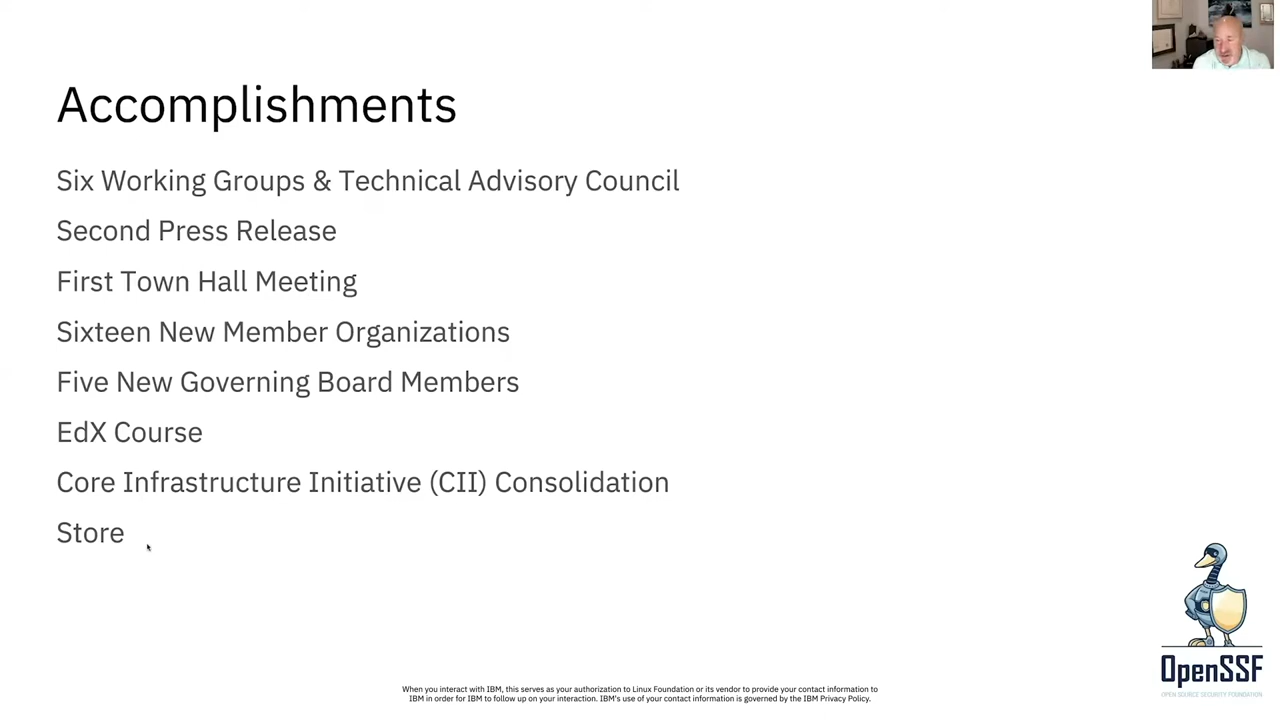 Accomplishments
Six Working Groups & Technical Advisory Council
Second Press Release
First Town Hall Meeting
Sixteen New Member Organizations
Five New Governing Board Members
EdX Course
Core Infrastructure Initiative (CII) Consolidation
Store
OpenSSF
OPEN SOURCE SECURITY FOUNDATION
When you interact with IBM, this serves as your authorization to Linux Foundation or its vendor to provide your contact information to
IBM in order for IBM to follow up on your interaction. IBM's use of your contact information is governed by the IBM Privacy Policy.